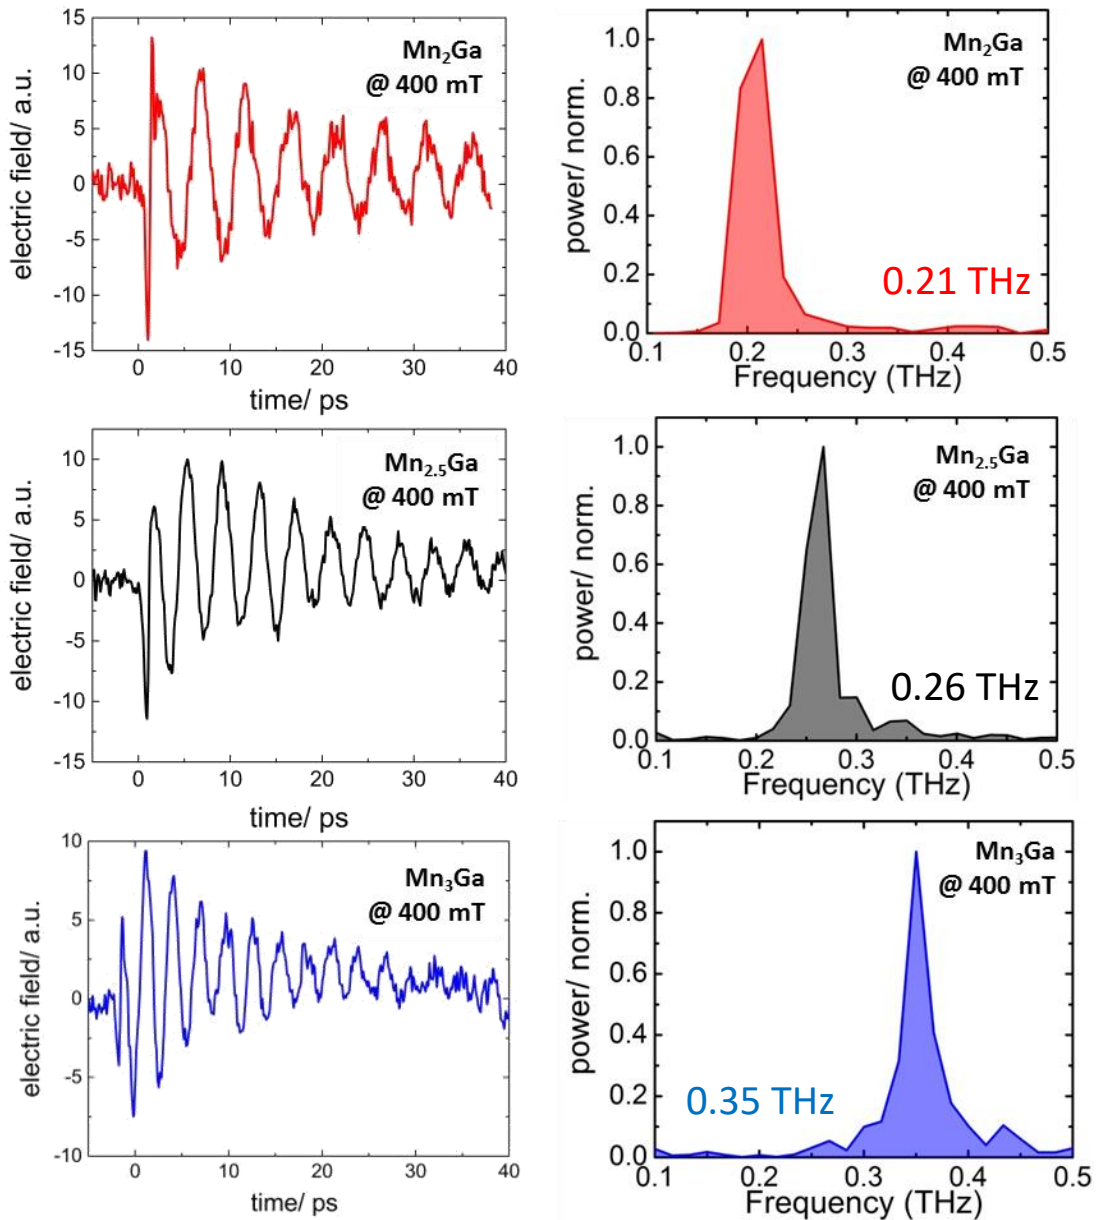 15
10
5
0
-5
-10
-15
electric field/ a.u.
Mn₂Ga
@ 400 mT
0 10 20 30 40
time/ ps
1.0
0.8
0.6
0.4
0.2
0.0
power/ norm.
Mn₂Ga
@ 400 mT
0.21 THz
0.1 0.2 0.3 0.4 0.5
Frequency (THz)
10
5
0
-5
-10
-15
electric field/ a.u.
Mn₂.₅Ga
@ 400 mT
0 10 20 30 40
time/ ps
1.0
0.8
0.6
0.4
0.2
0.0
power/ norm.
Mn₂.₅Ga
@ 400 mT
0.26 THz
0.1 0.2 0.3 0.4 0.5
Frequency (THz)
10
5
0
-5
-10
electric field/ a.u.
Mn₃Ga
@ 400 mT
0 10 20 30 40
time/ ps
1.0
0.8
0.6
0.4
0.2
0.0
power/ norm.
Mn₃Ga
@ 400 mT
0.35 THz
0.1 0.2 0.3 0.4 0.5
Frequency (THz)